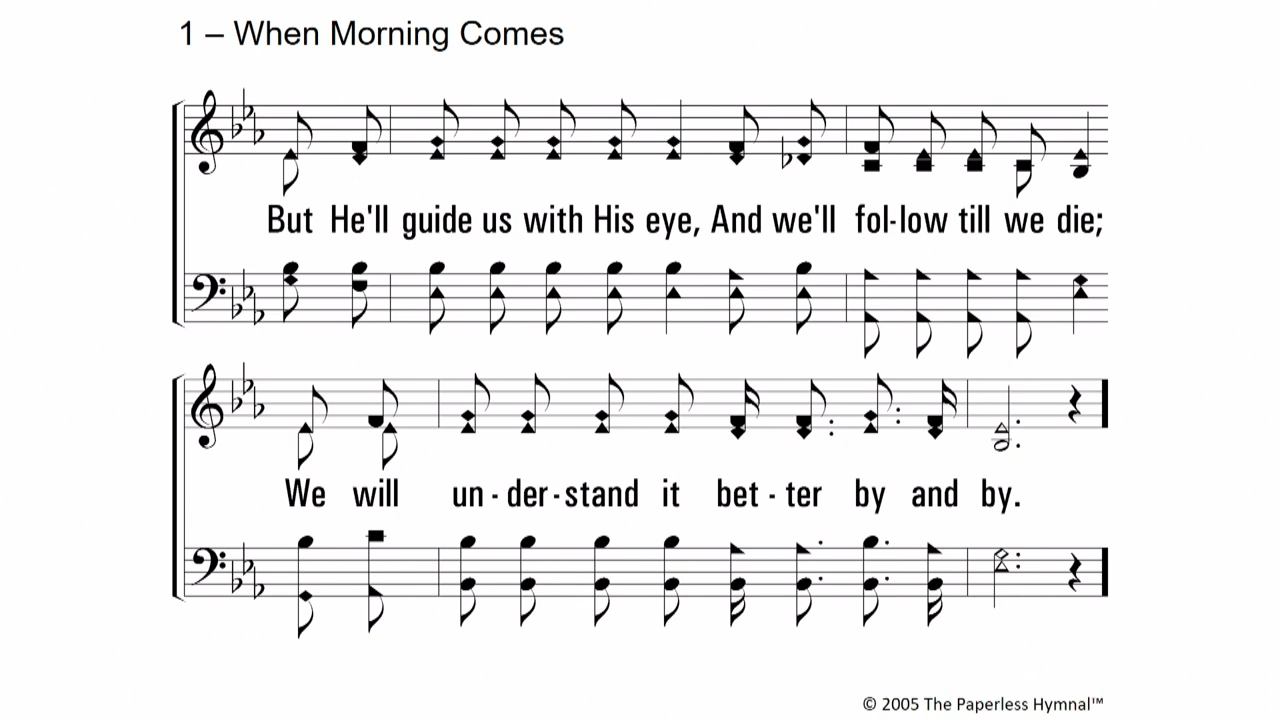 1 – When Morning Comes
But He'll guide us with His eye, And we'll fol-low till we die;
We will un-der-stand it bet-ter by and by.
© 2005 The Paperless Hymnal™